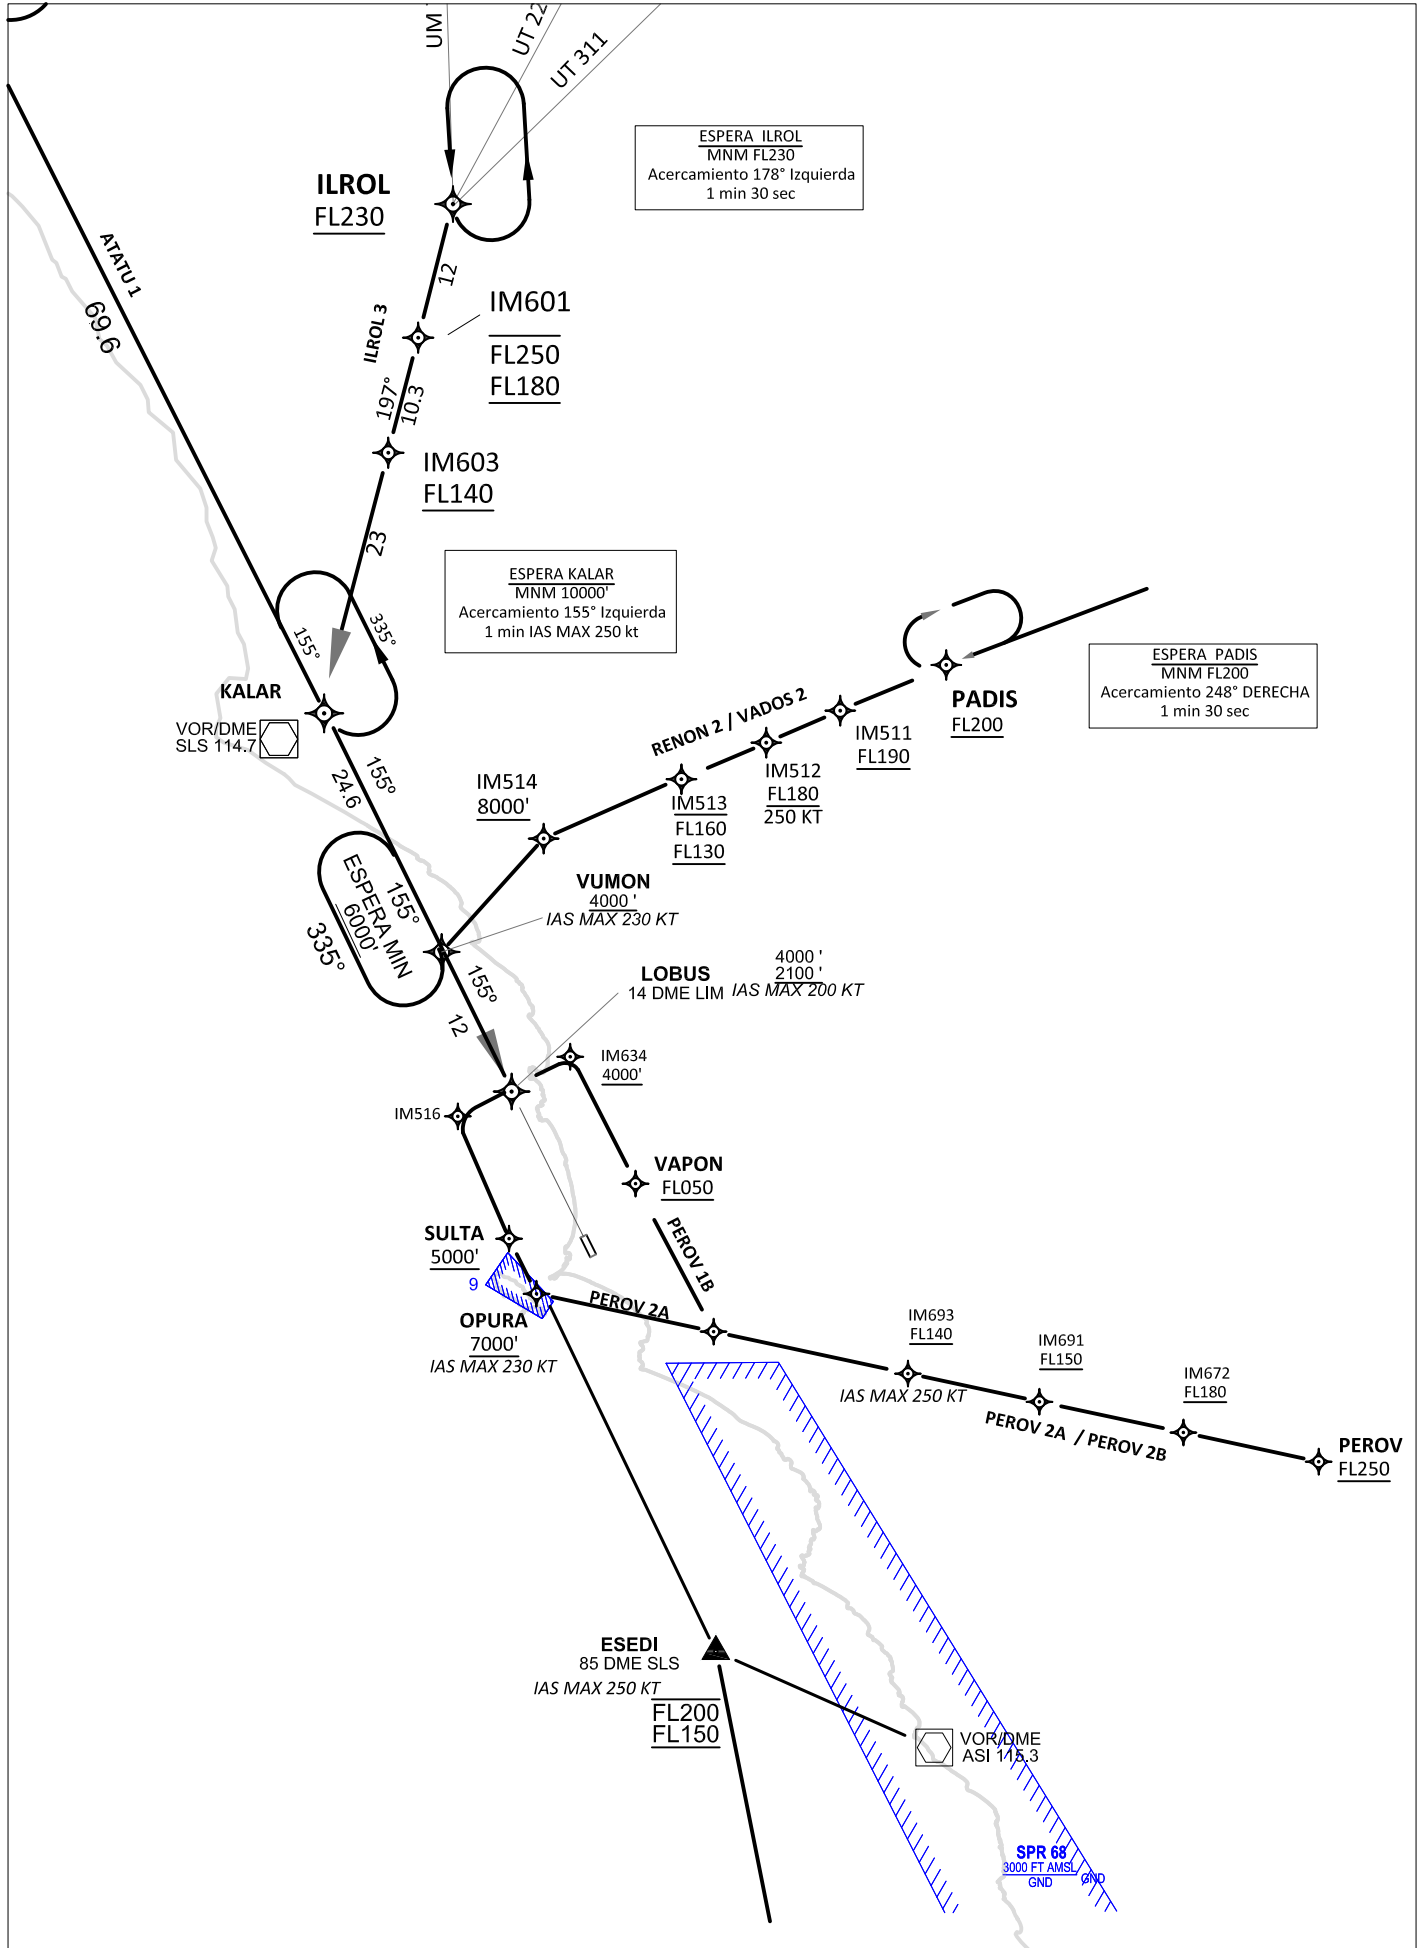 UM
UT 22
UT 311
ESPERA ILROL
MNM FL230
Acercamiento 178° Izquierda
1 min 30 sec
ILROL
FL230
ATATU 1
69.6
12
IM601
FL250
FL180
ILROL 3
197°
10.3
IM603
FL140
23
ESPERA KALAR
MNM 10000'
Acercamiento 155° Izquierda
1 min IAS MAX 250 kt
155°
335°
KALAR
VOR/DME
SLS 114.7
ESPERA PADIS
MNM FL200
Acercamiento 248° DERECHA
1 min 30 sec
PADIS
FL200
RENON 2 / VADOS 2
IM511
FL190
IM512
FL180
250 KT
IM513
FL160
FL130
IM514
8000'
155º
24.6
VUMON
4000 '
IAS MAX 230 KT
155°
ESPERA MIN
6000'
335°
155º
12
LOBUS
14 DME LIM
4000 '
2100 '
IAS MAX 200 KT
IM634
4000'
IM516
VAPON
FL050
SULTA
5000'
9
PEROV 1B
OPURA
7000'
IAS MAX 230 KT
PEROV 2A
IM693
FL140
IAS MAX 250 KT
IM691
FL150
IM672
FL180
PEROV 2A / PEROV 2B
PEROV
FL250
ESEDI
85 DME SLS
IAS MAX 250 KT
FL200
FL150
VOR/DME
ASI 115.3
SPR 68
3000 FT AMSL
GND
GND